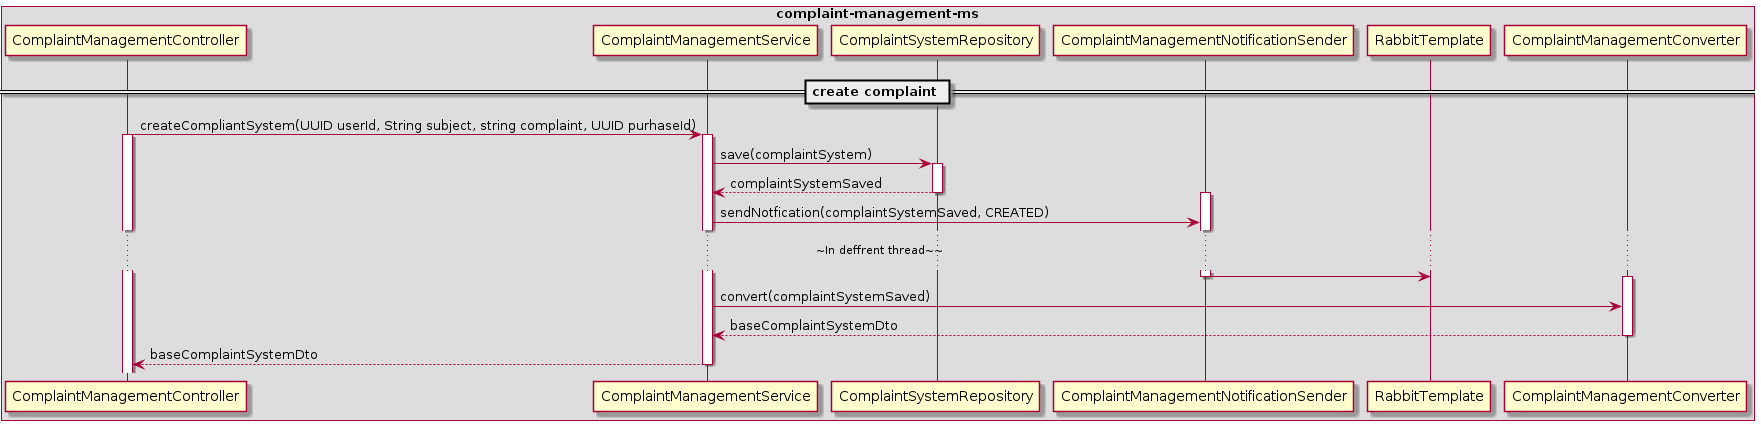 complaint-management-ms
ComplaintManagementController
ComplaintManagementService
ComplaintSystemRepository
ComplaintManagementNotificationSender
RabbitTemplate
ComplaintManagementConverter
create complaint
createCompliantSystem(UUID userId, String subject, string complaint, UUID purhaseId)
save(complaintSystem)
complaintSystemSaved
sendNotfication(complaintSystemSaved, CREATED)
~In deffrent thread~~
convert(complaintSystemSaved)
baseComplaintSystemDto
baseComplaintSystemDto
ComplaintManagementController
ComplaintManagementService
ComplaintSystemRepository
ComplaintManagementNotificationSender
RabbitTemplate
ComplaintManagementConverter